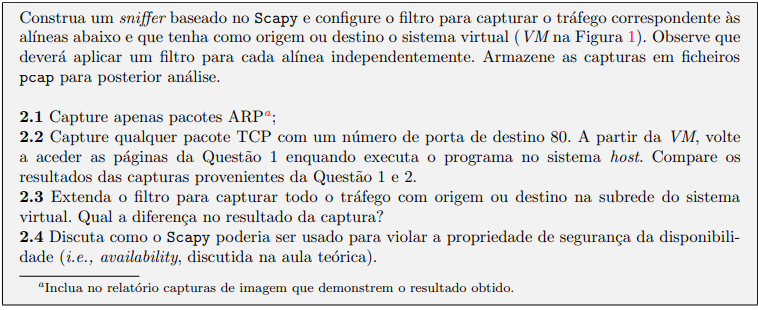 Construa um sniffer baseado no Scapy e configure o filtro para capturar o tráfego correspondente às
alíneas abaixo e que tenha como origem ou destino o sistema virtual (VM na Figura 1). Observe que
deverá aplicar um filtro para cada alínea independentemente. Armazene as capturas em ficheiros
pcap para posterior análise.
2.1 Capture apenas pacotes ARPa;
2.2 Capture qualquer pacote TCP com um número de porta de destino 80. A partir da VM, volte
a aceder as páginas da Questão 1 enquando executa o programa no sistema host. Compare os
resultados das capturas provenientes da Questão 1 e 2.
2.3 Extenda o filtro para capturar todo o tráfego com origem ou destino na subrede do sistema
virtual. Qual a diferença no resultado da captura?
2.4 Discuta como o Scapy poderia ser usado para violar a propriedade de segurança da disponibili-
dade (i.e., availability, discutida na aula teórica).
aInclua no relatório capturas de imagem que demonstrem o resultado obtido.